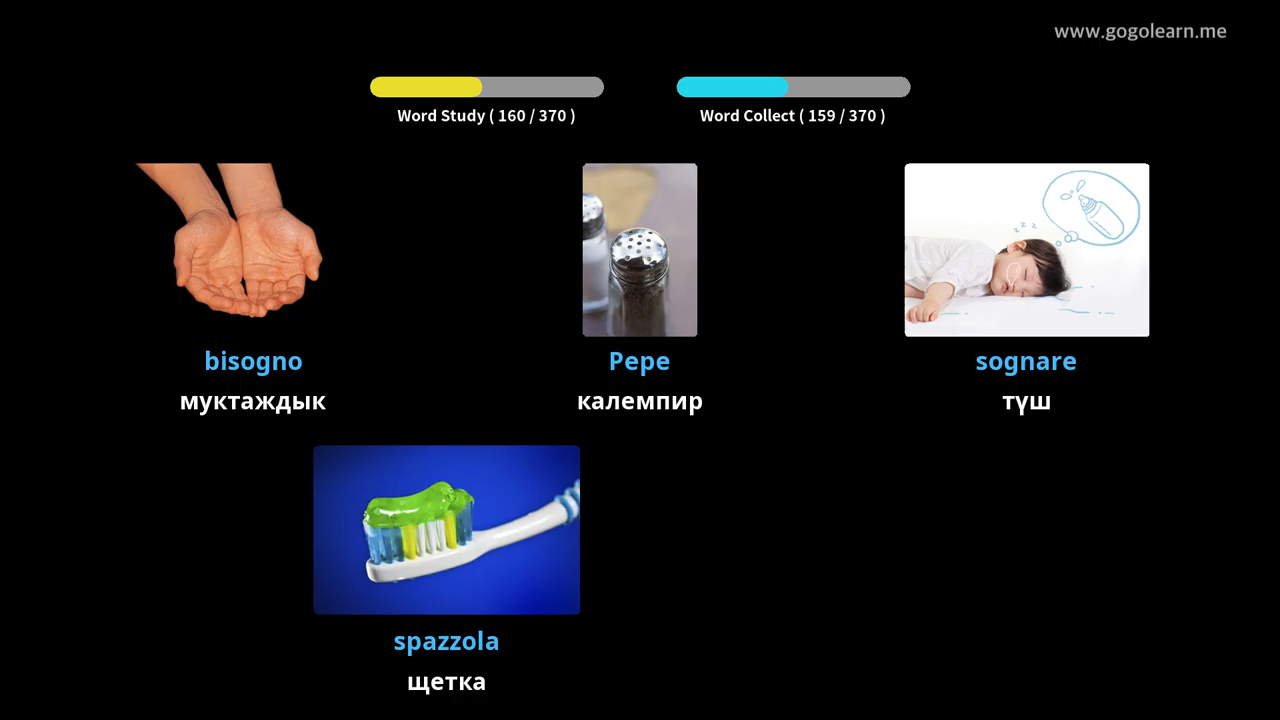 www.gogolearn.me
Word Study ( 160 / 370 )
Word Collect ( 159 / 370 )
bisogno
муктаждык
Pepe
калемпир
sognare
түш
spazzola
щетка